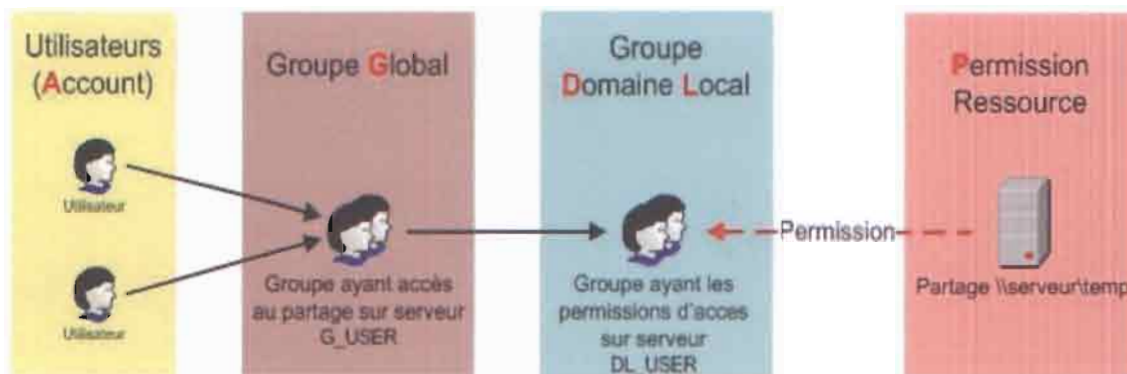 Utilisateurs
(Account)
Utilisateur
Utilisateur
Groupe Global
Groupe ayant accès
au partage sur serveur
G_USER
Groupe
Domaine Local
Groupe ayant les
permissions d'acces
sur serveur
DL_USER
Permission
Permission
Ressource
Partage \\serveur\temp